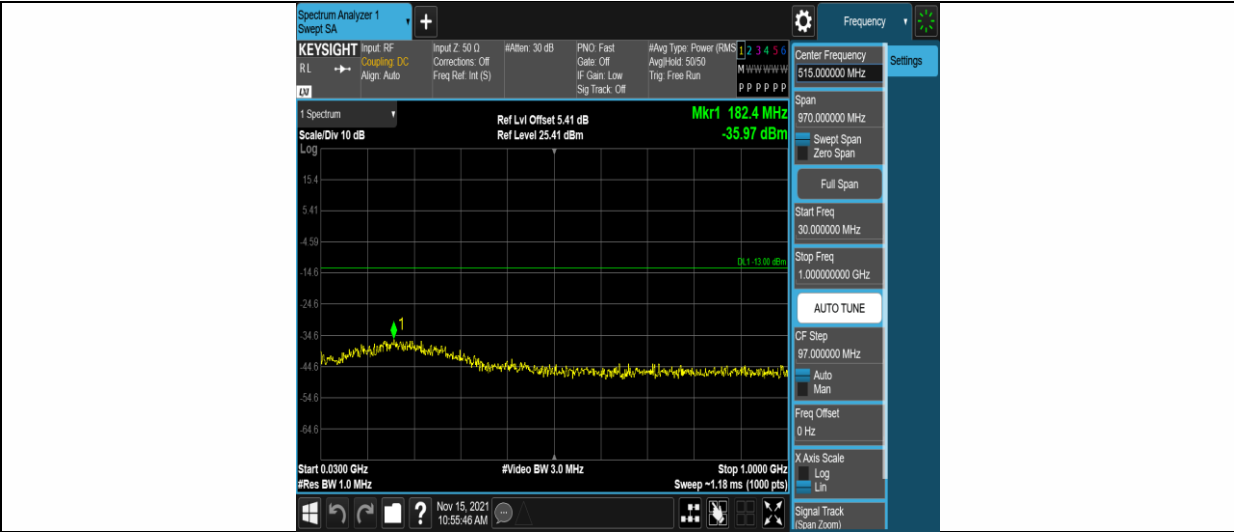 Spectrum Analyzer 1
Swept SA
+
Frequency
KEYSIGHT
RL
LXI
Input: RF
Coupling: DC
Align: Auto
Input Z: 50 Ω
Corrections: Off
Freq Ref: Int (S)
#Atten: 30 dB
PNO: Fast
Gate: Off
IF Gain: Low
Sig Track: Off
#Avg Type: Power (RMS
Avg|Hold: 50/50
Trig: Free Run
1 2 3 4 5 6
M W W W W W
P P P P P P
1 Spectrum
Scale/Div 10 dB
Log
Ref Lvl Offset 5.41 dB
Ref Level 25.41 dBm
Mkr1 182.4 MHz
-35.97 dBm
15.4
5.41
-4.59
DL1 -13.00 dBm
-14.6
-24.6
-34.6
1
-44.6
-54.6
-64.6
Start 0.0300 GHz
#Res BW 1.0 MHz
#Video BW 3.0 MHz
Stop 1.0000 GHz
Sweep ~1.18 ms (1000 pts)
?
Nov 15, 2021
10:55:46 AM
Center Frequency
515.000000 MHz
Settings
Span
970.000000 MHz
Swept Span
Zero Span
Full Span
Start Freq
30.000000 MHz
Stop Freq
1.000000000 GHz
AUTO TUNE
CF Step
97.000000 MHz
Auto
Man
Freq Offset
0 Hz
X Axis Scale
Log
Lin
Signal Track
(Span Zoom)